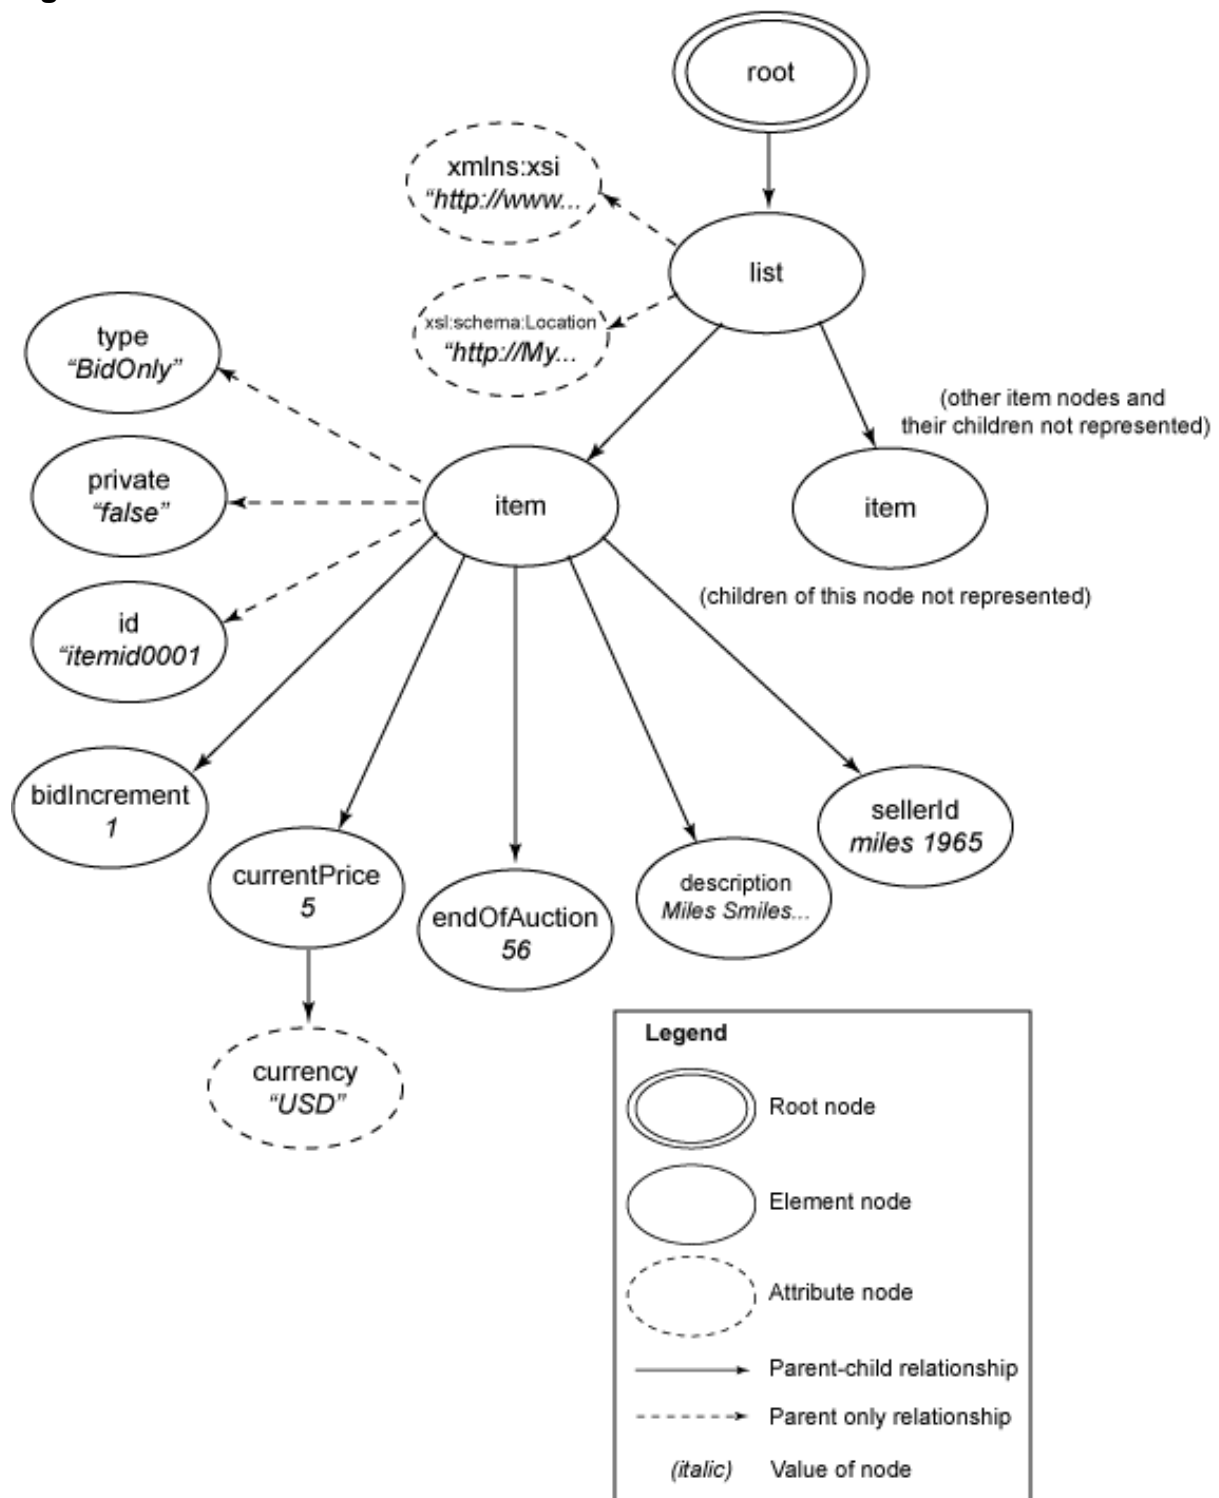 root
xmlns:xsi
“http://www...
list
xsl:schema:Location
“http://My...
type
“BidOnly”
(other item nodes and
their children not represented)
private
“false”
item
item
(children of this node not represented)
id
“itemid0001
bidIncrement
1
sellerId
miles 1965
currentPrice
5
description
Miles Smiles...
endOfAuction
56
currency
“USD”
Legend
Root node
Element node
Attribute node
Parent-child relationship
Parent only relationship
(italic) Value of node